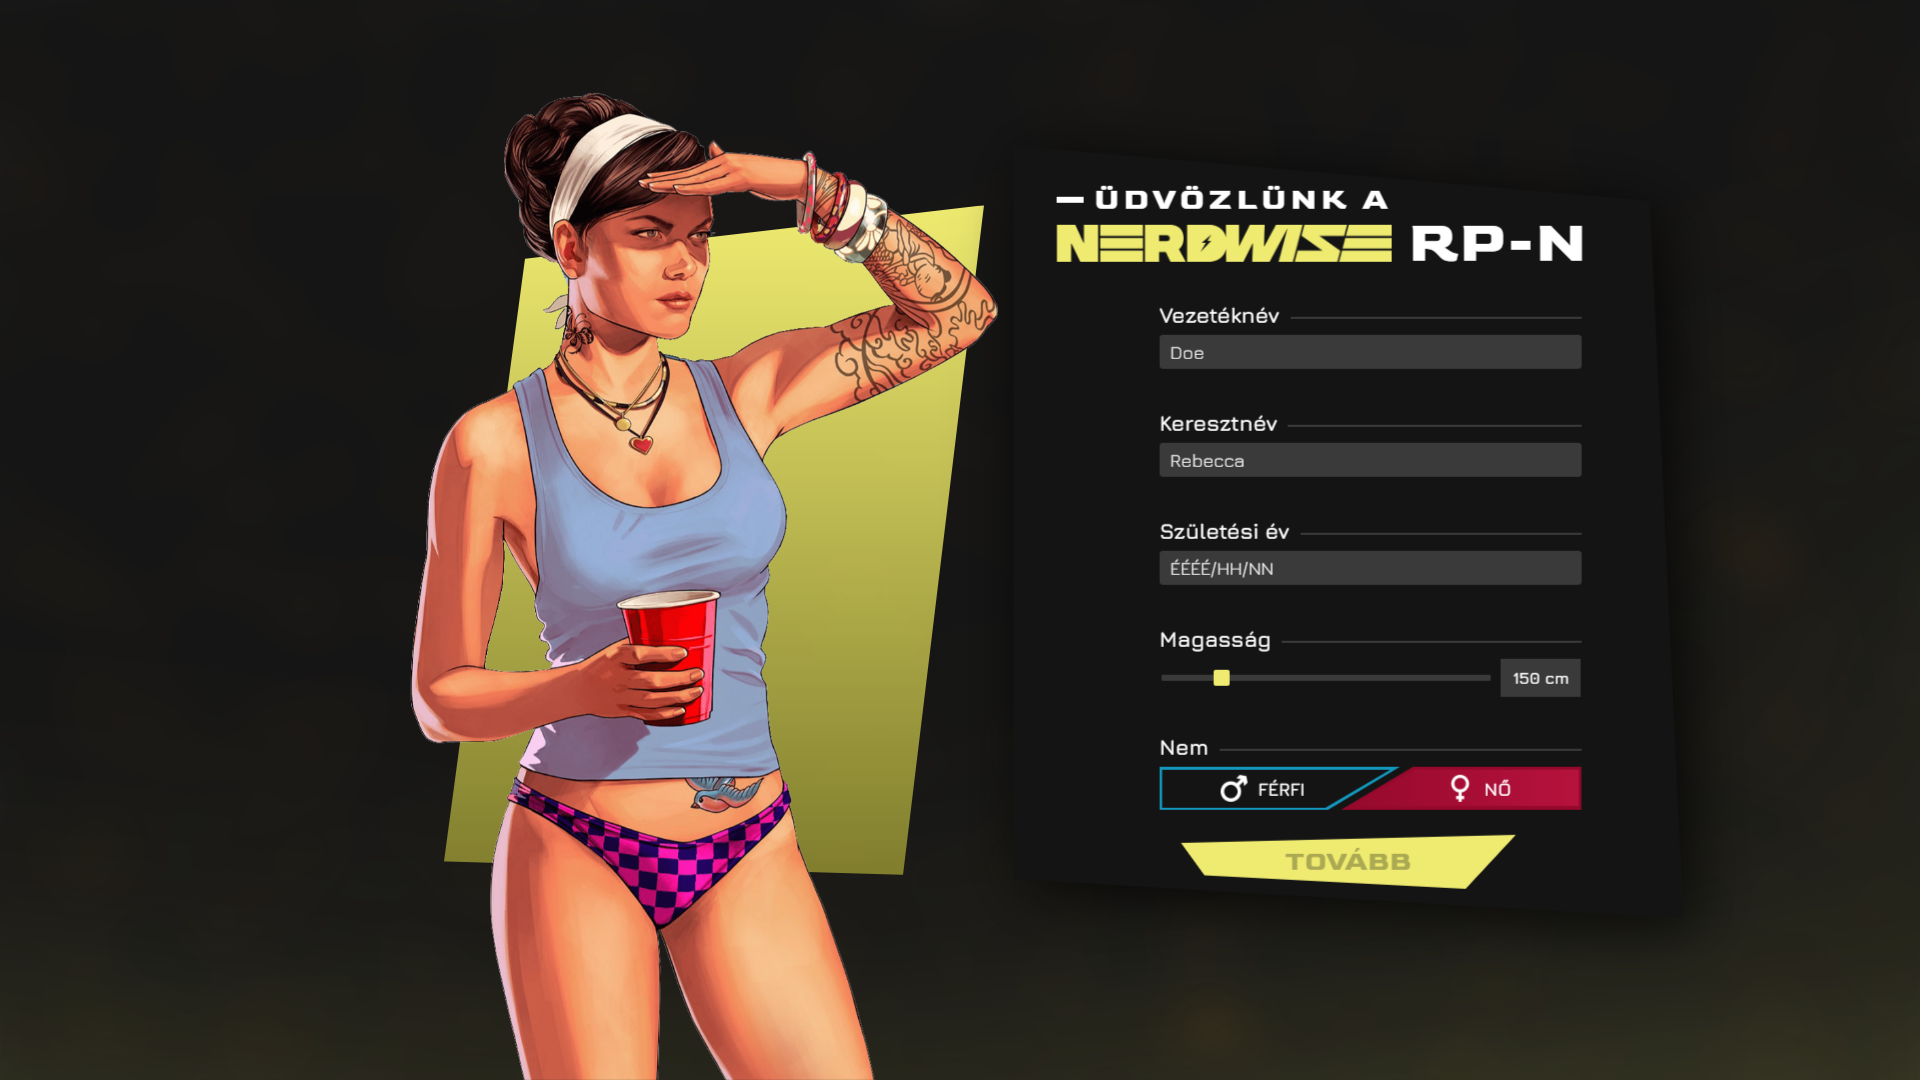 ÜDVÖZLÜNK A
NERDWISE RP-N
Vezetéknév
Doe
Keresztnév
Rebecca
Születési év
ÉÉÉÉ/HH/NN
Magasság
150 cm
Nem
FÉRFI
NŐ
TOVÁBB